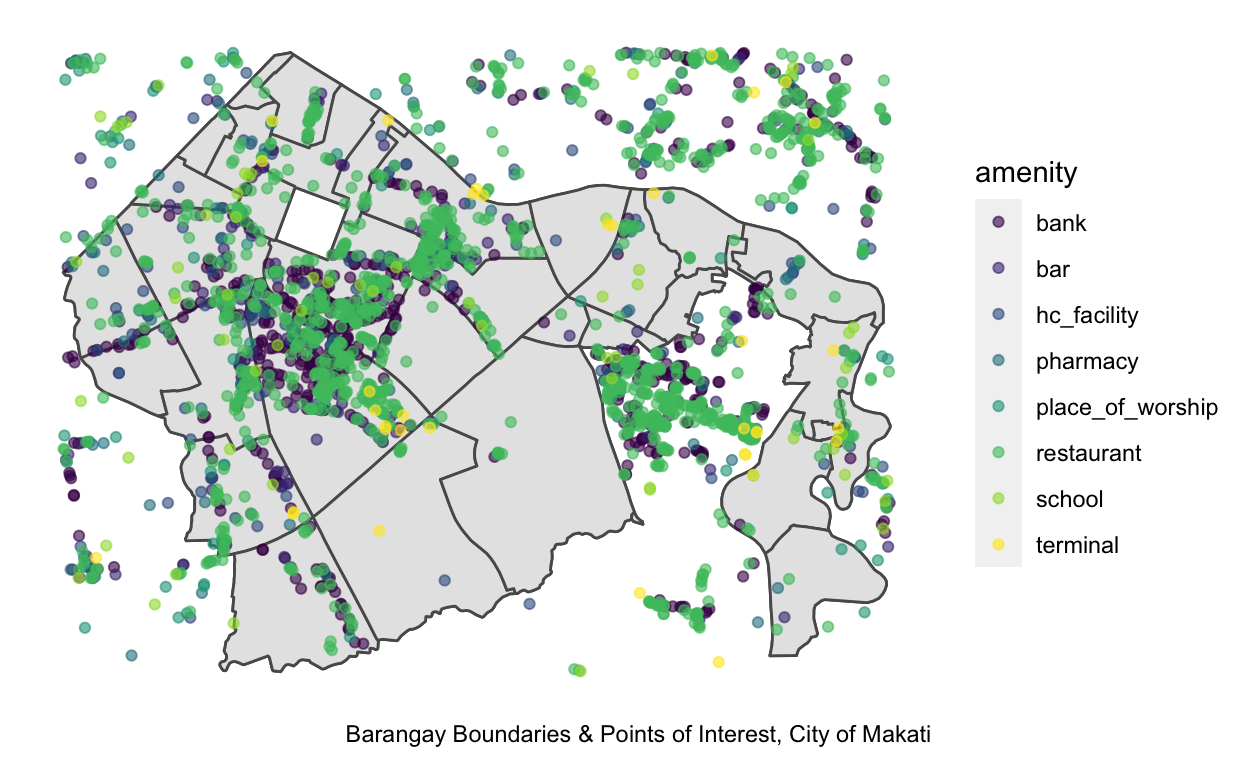 amenity
bank
bar
hc_facility
pharmacy
place_of_worship
restaurant
school
terminal
Barangay Boundaries & Points of Interest, City of Makati